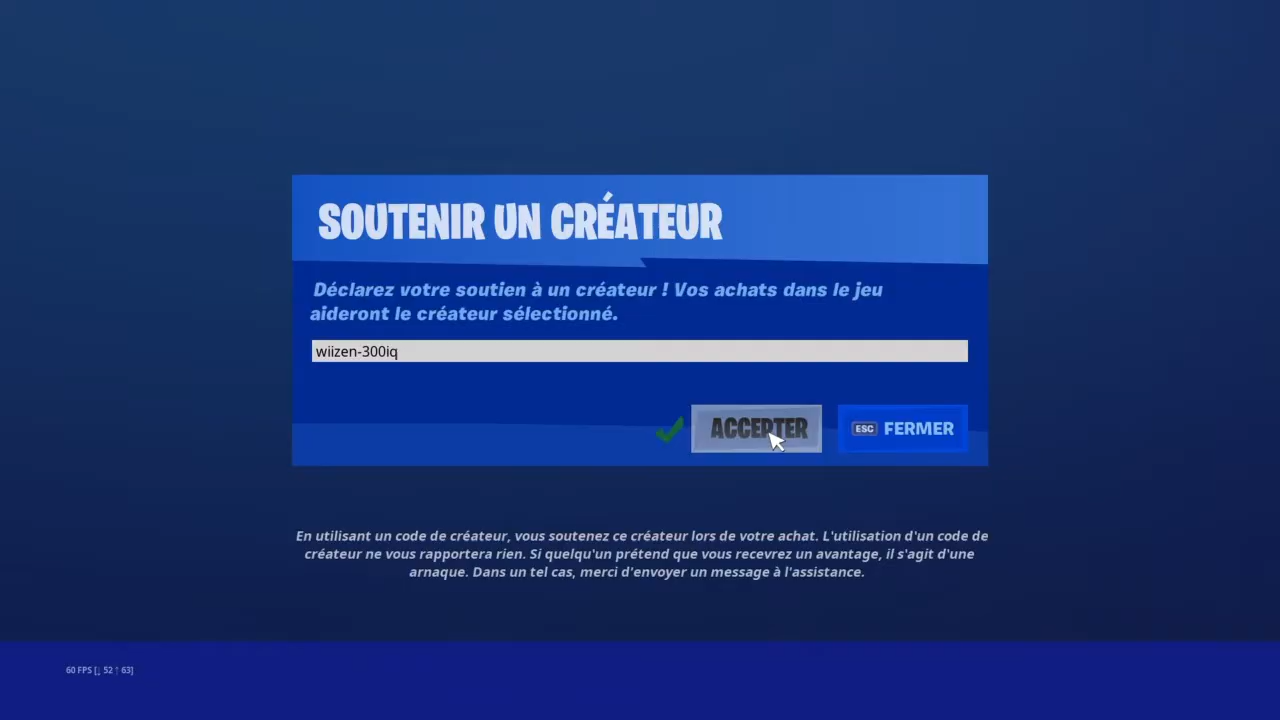 SOUTENIR UN CRÉATEUR
Déclarez votre soutien à un créateur ! Vos achats dans le jeu
aideront le créateur sélectionné.
wiizen-300iq
ACCEPTER
ESC FERMER
En utilisant un code de créateur, vous soutenez ce créateur lors de votre achat. L'utilisation d'un code de
créateur ne vous rapportera rien. Si quelqu'un prétend que vous recevrez un avantage, il s'agit d'une
arnaque. Dans un tel cas, merci d'envoyer un message à l'assistance.
60 FPS [↓ 52 ↑ 63]